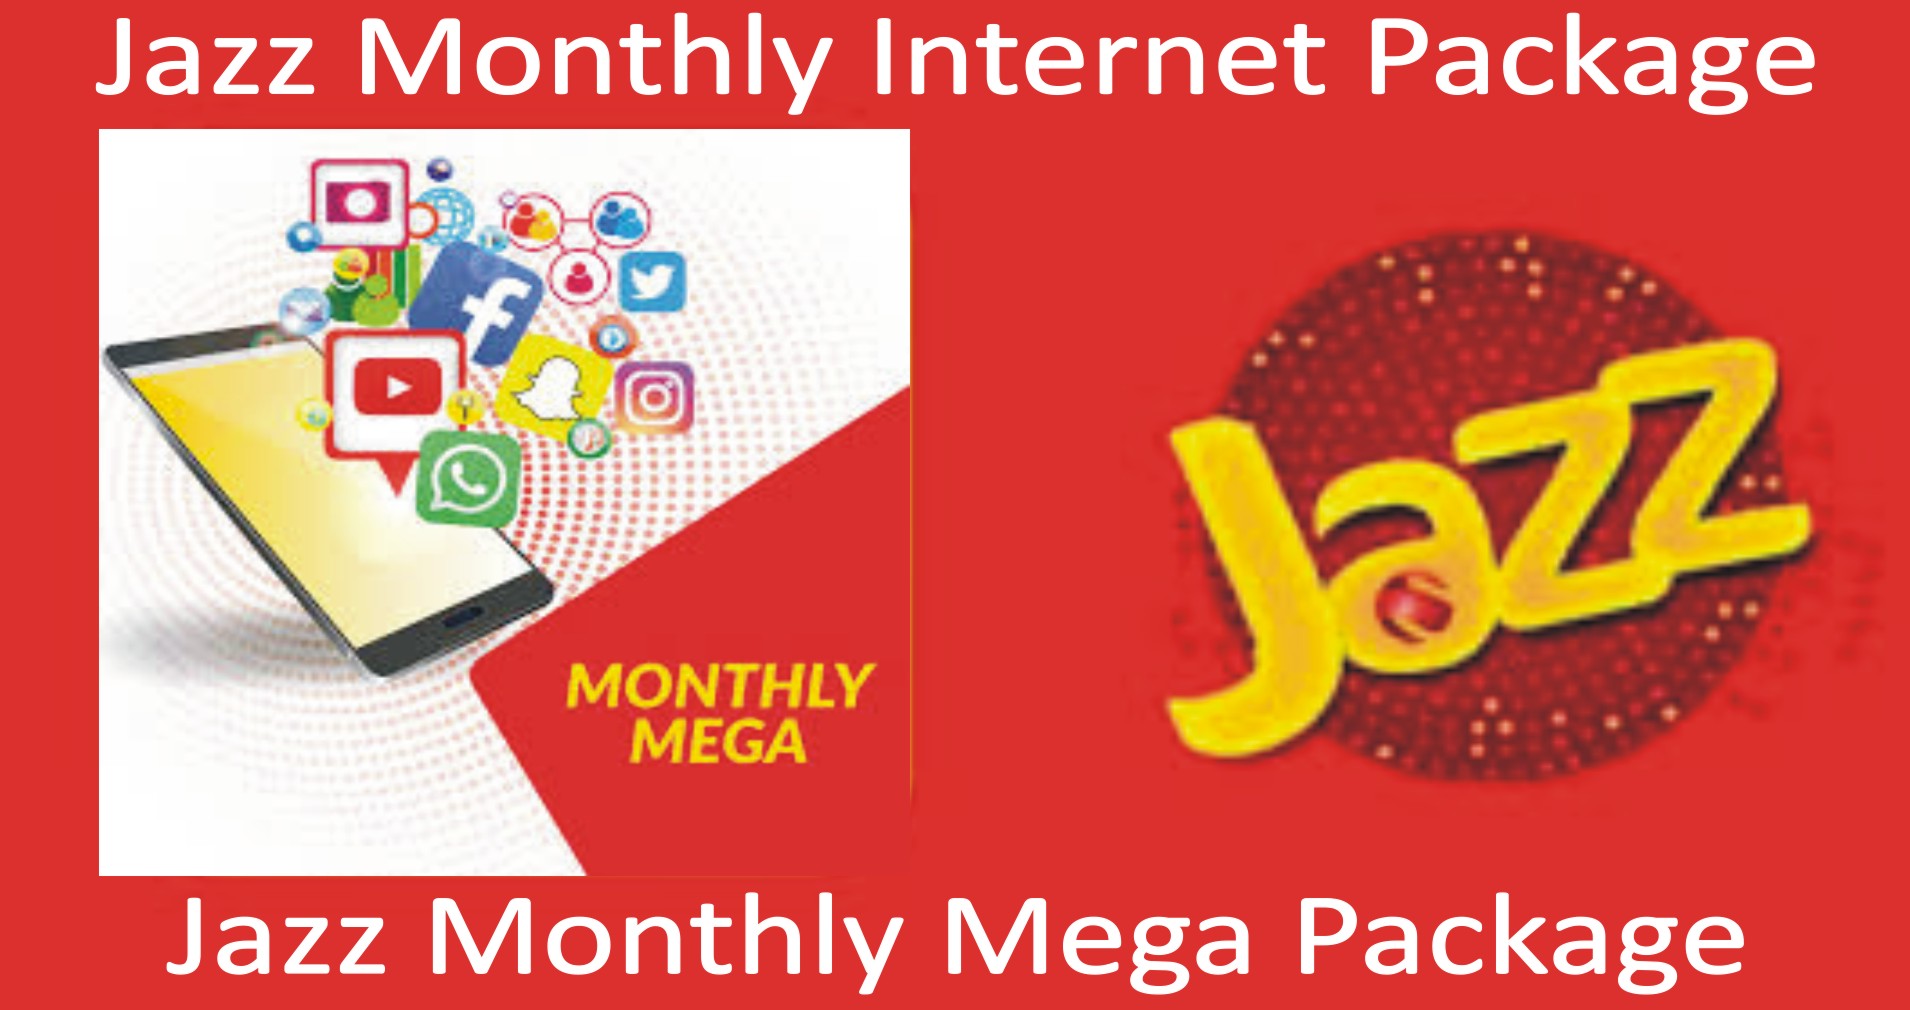 Jazz Monthly Internet Package
MONTHLY
MEGA
Jazz
Jazz Monthly Mega Package